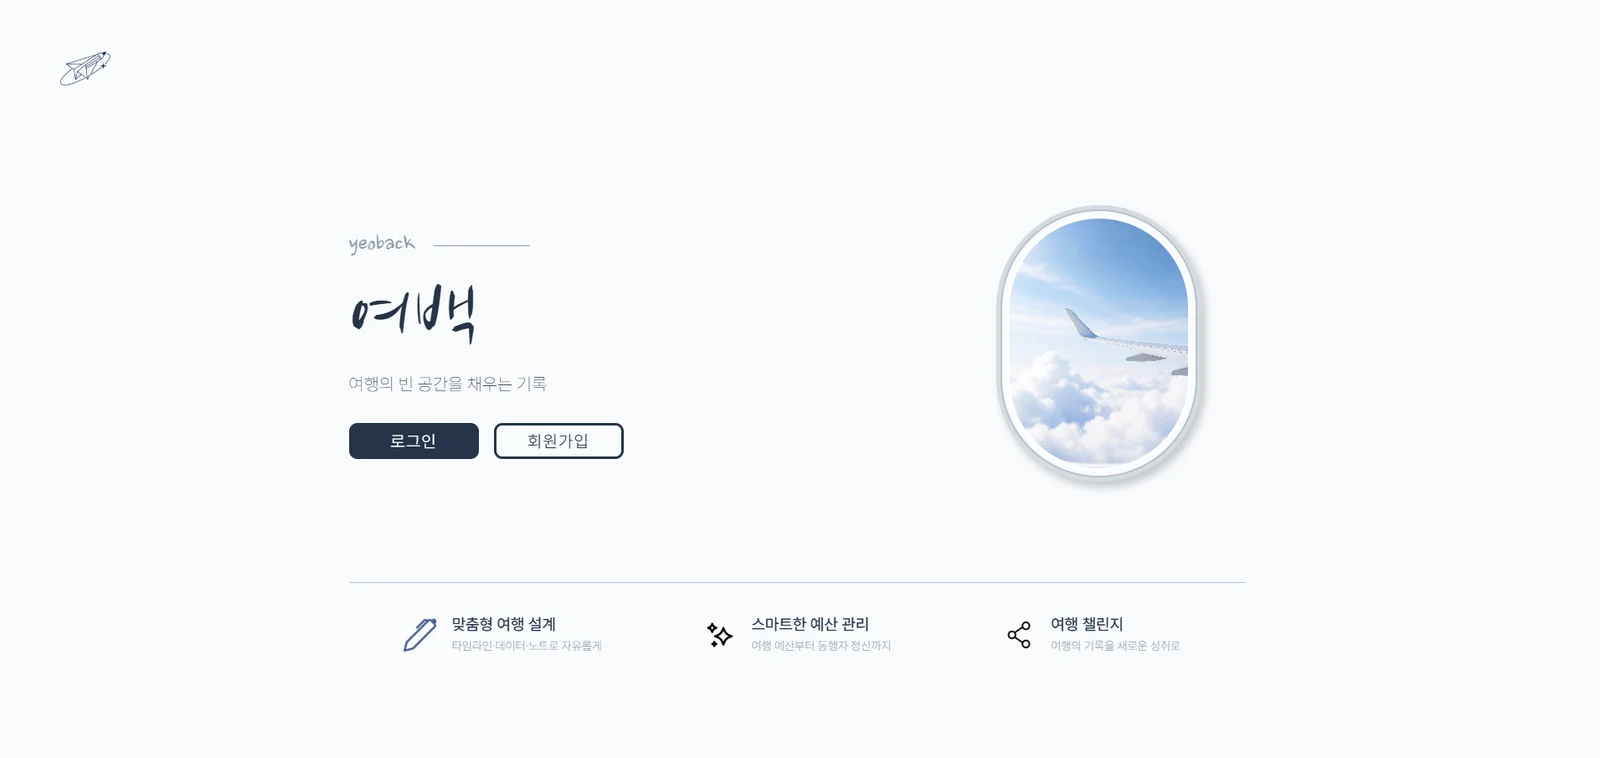 yeoback
여백
여행의 빈 공간을 채우는 기록
로그인
회원가입
맞춤형 여행 설계
타임라인·데이터·노트로 자유롭게
스마트한 예산 관리
여행 예산부터 동행자 정산까지
여행 챌린지
여행의 기록을 새로운 성취로